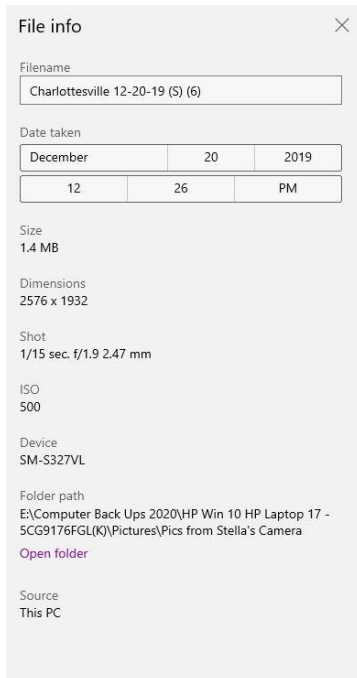 File info
Filename
Charlottesville 12-20-19 (S) (6)
Date taken
December 20 2019
12 26 PM
Size
1.4 MB
Dimensions
2576 x 1932
Shot
1/15 sec. f/1.9 2.47 mm
ISO
500
Device
SM-S327VL
Folder path
E:\Computer Back Ups 2020\HP Win 10 HP Laptop 17 -
5CG9176FGL(K)\Pictures\Pics from Stella's Camera
Open folder
Source
This PC